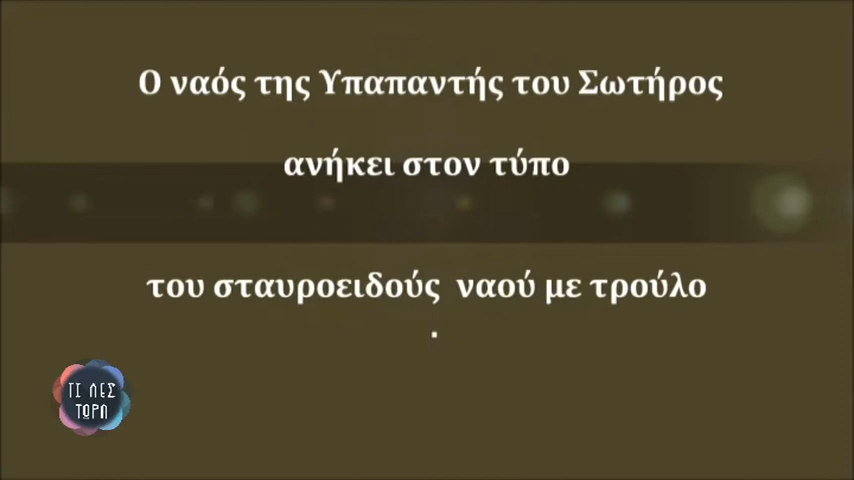 Ο ναός της Υπαπαντής του Σωτήρος
ανήκει στον τύπο
του σταυροειδούς ναού με τρούλο
.
ΤΙ ΛΕΣ
ΤΩΡΑ